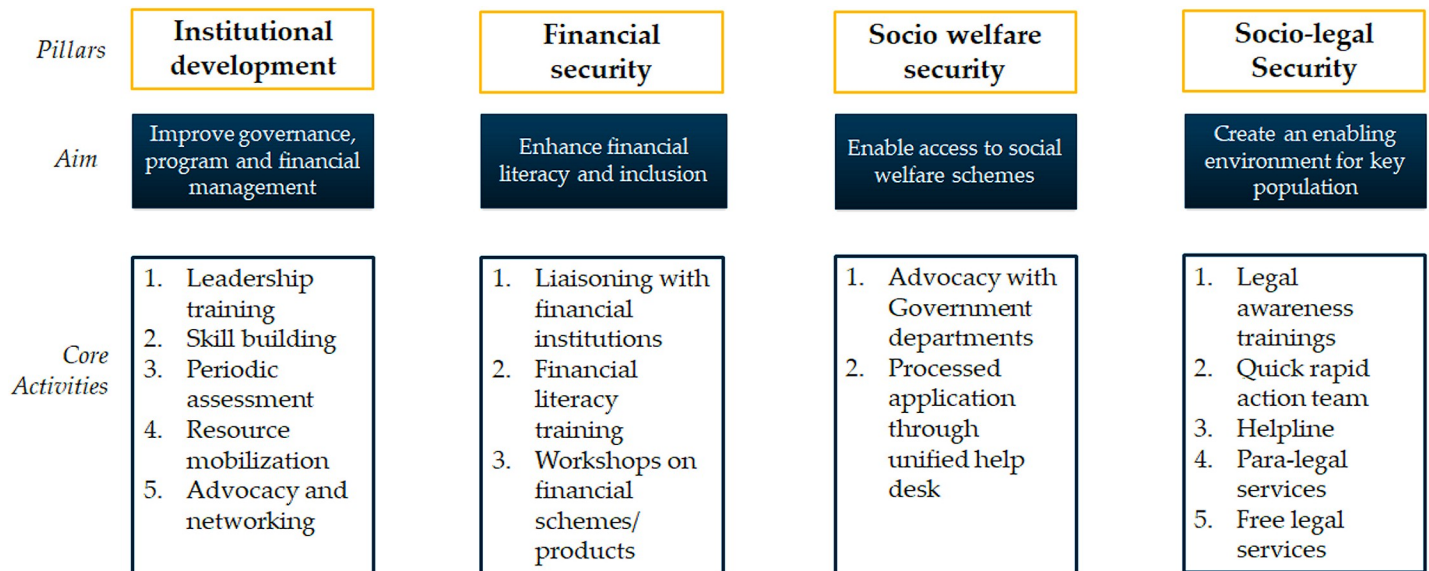 Pillars
Institutional
development
Financial
security
Socio welfare
security
Socio-legal
Security
Aim
Improve governance,
program and financial
management
Enhance financial
literacy and inclusion
Enable access to social
welfare schemes
Create an enabling
environment for key
population
Core
Activities
1. Leadership
training
2. Skill building
3. Periodic
assessment
4. Resource
mobilization
5. Advocacy and
networking
1. Liaisoning with
financial
institutions
2. Financial
literacy
training
3. Workshops on
financial
schemes/
products
1. Advocacy with
Government
departments
2. Processed
application
through
unified help
desk
1. Legal
awareness
trainings
2. Quick rapid
action team
3. Helpline
4. Para-legal
services
5. Free legal
services